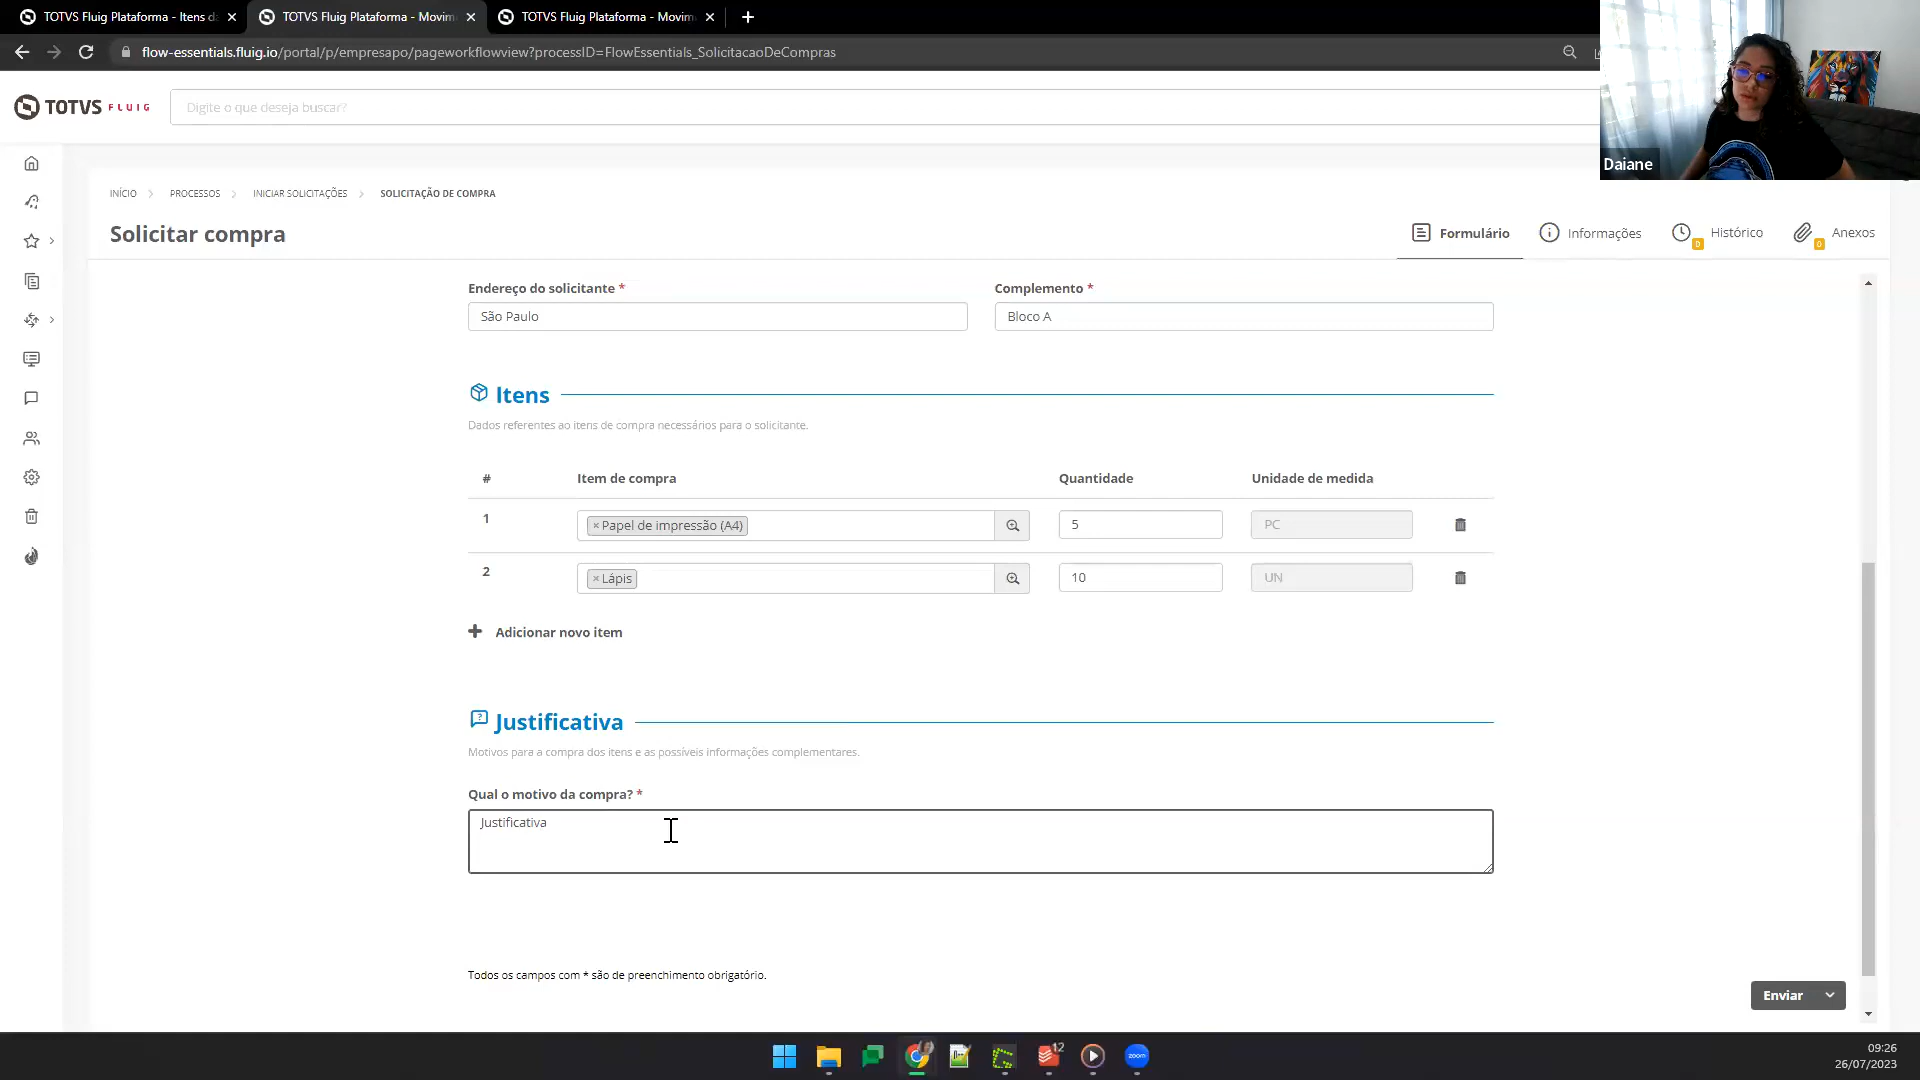 TOTVS Fluig Plataforma - Itens d
TOTVS Fluig Plataforma - Movim
TOTVS Fluig Plataforma - Movim
flow-essentials.fluig.io/portal/p/empresapo/pageworkflowview?processID=FlowEssentials_SolicitacaoDeCompras
TOTVS FLUIG
Digite o que deseja buscar?
Daiane
INÍCIO
PROCESSOS
INICIAR SOLICITAÇÕES
SOLICITAÇÃO DE COMPRA
Solicitar compra
Formulário
Informações
0 Histórico
0 Anexos
Endereço do solicitante *
Complemento *
São Paulo
Bloco A
Itens
Dados referentes ao itens de compra necessários para o solicitante.
# Item de compra Quantidade Unidade de medida
1 × Papel de impressão (A4) 5 PC
2 × Lápis 10 UN
Adicionar novo item
Justificativa
Motivos para a compra dos itens e as possíveis informações complementares.
Qual o motivo da compra? *
Justificativa
Todos os campos com * são de preenchimento obrigatório.
Enviar
12
zoom
09:26
26/07/2023